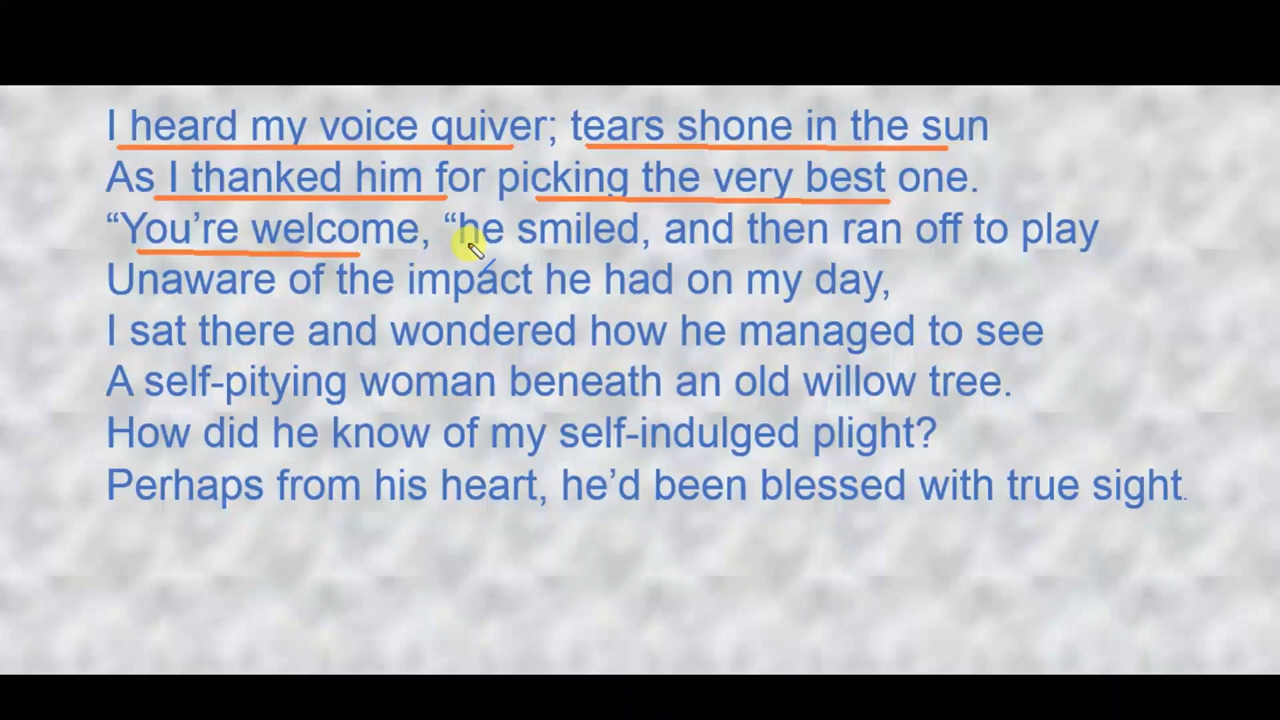 I heard my voice quiver; tears shone in the sun
As I thanked him for picking the very best one.
“You’re welcome, “he smiled, and then ran off to play
Unaware of the impact he had on my day,
I sat there and wondered how he managed to see
A self-pitying woman beneath an old willow tree.
How did he know of my self-indulged plight?
Perhaps from his heart, he’d been blessed with true sight.